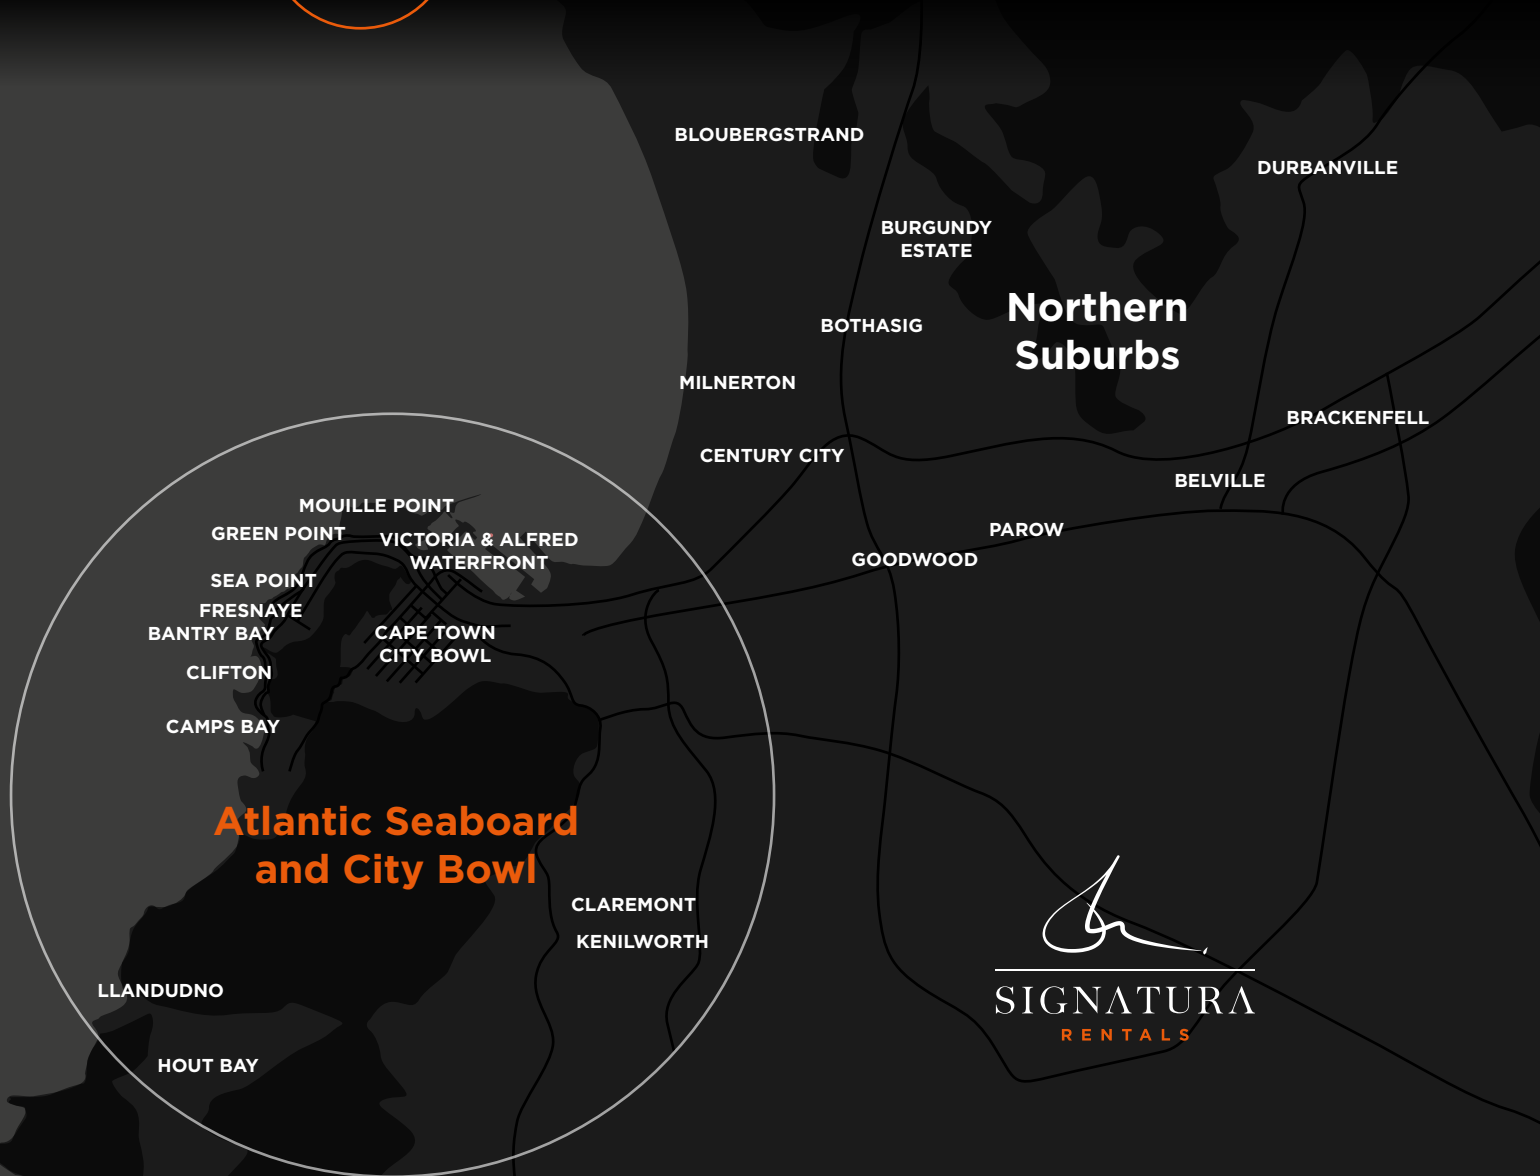 BLOUBERGSTRAND
DURBANVILLE
BURGUNDY
ESTATE
Northern
Suburbs
BOTHASIG
MILNERTON
BRACKENFELL
CENTURY CITY
BELVILLE
PAROW
GOODWOOD
MOUILLE POINT
GREEN POINT
VICTORIA & ALFRED
WATERFRONT
SEA POINT
FRESNAYE
BANTRY BAY
CAPE TOWN
CITY BOWL
CLIFTON
CAMPS BAY
Atlantic Seaboard
and City Bowl
CLAREMONT
KENILWORTH
LLANDUDNO
HOUT BAY
SIGNATURA
RENTALS